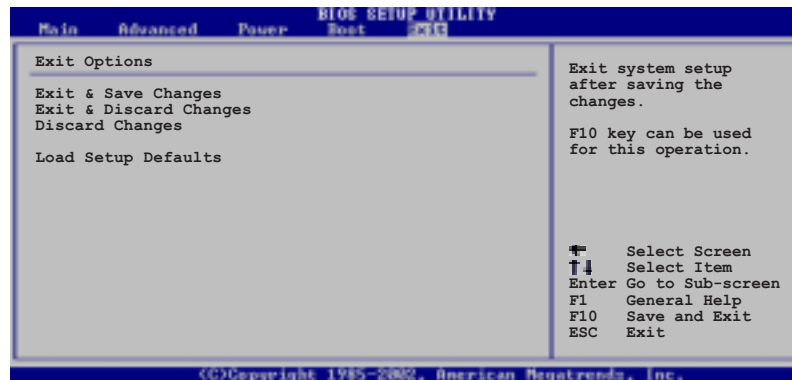 BIOS SETUP UTILITY
Main Advanced Power Boot Exit
Exit Options
Exit & Save Changes
Exit & Discard Changes
Discard Changes
Load Setup Defaults
Exit system setup
after saving the
changes.
F10 key can be used
for this operation.
Select Screen
↑↓ Select Item
Enter Go to Sub-screen
F1 General Help
F10 Save and Exit
ESC Exit
(C)Copyright 1985-2002, American Megatrends, Inc.